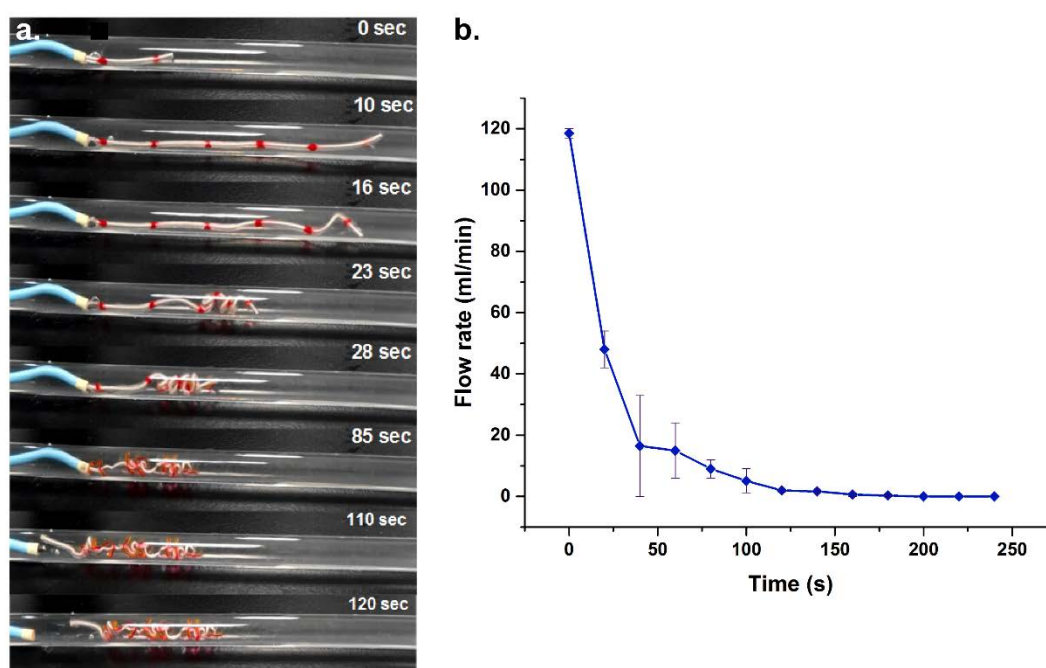 a.
0 sec
10 sec
16 sec
23 sec
28 sec
85 sec
110 sec
120 sec
b.
Flow rate (ml/min)
120
100
80
60
40
20
0
0
50
100
150
200
250
Time (s)